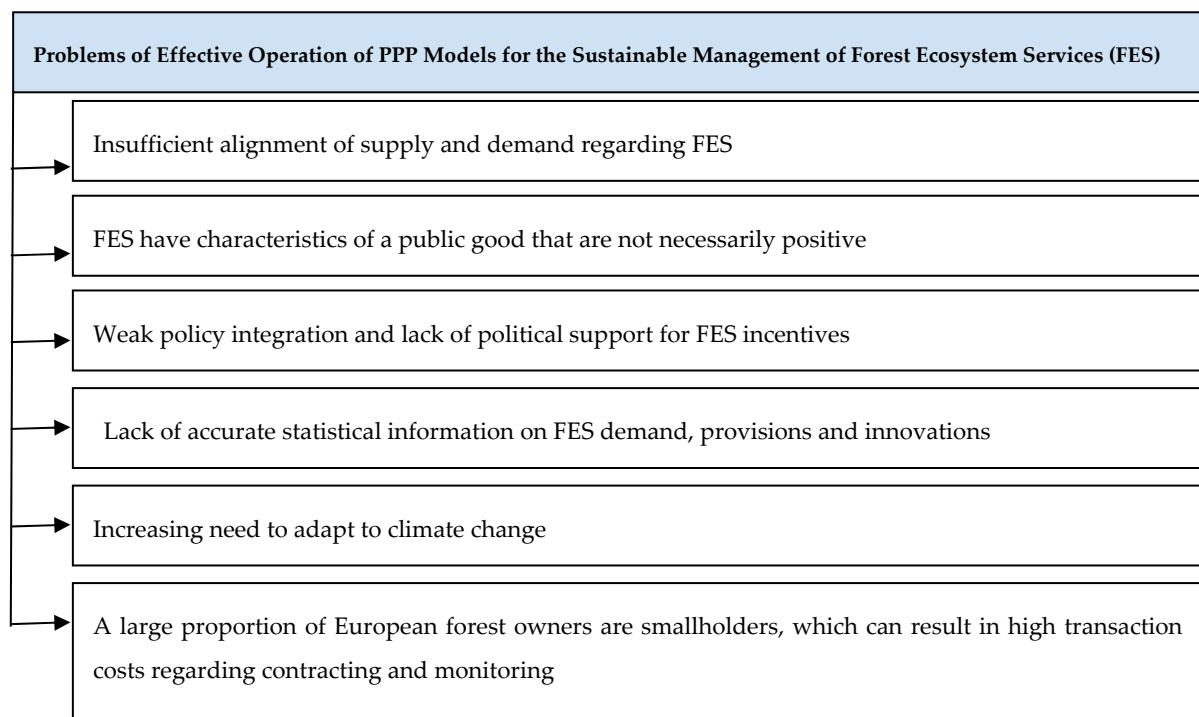 Problems of Effective Operation of PPP Models for the Sustainable Management of Forest Ecosystem Services (FES)
Insufficient alignment of supply and demand regarding FES
FES have characteristics of a public good that are not necessarily positive
Weak policy integration and lack of political support for FES incentives
Lack of accurate statistical information on FES demand, provisions and innovations
Increasing need to adapt to climate change
A large proportion of European forest owners are smallholders, which can result in high transaction
costs regarding contracting and monitoring